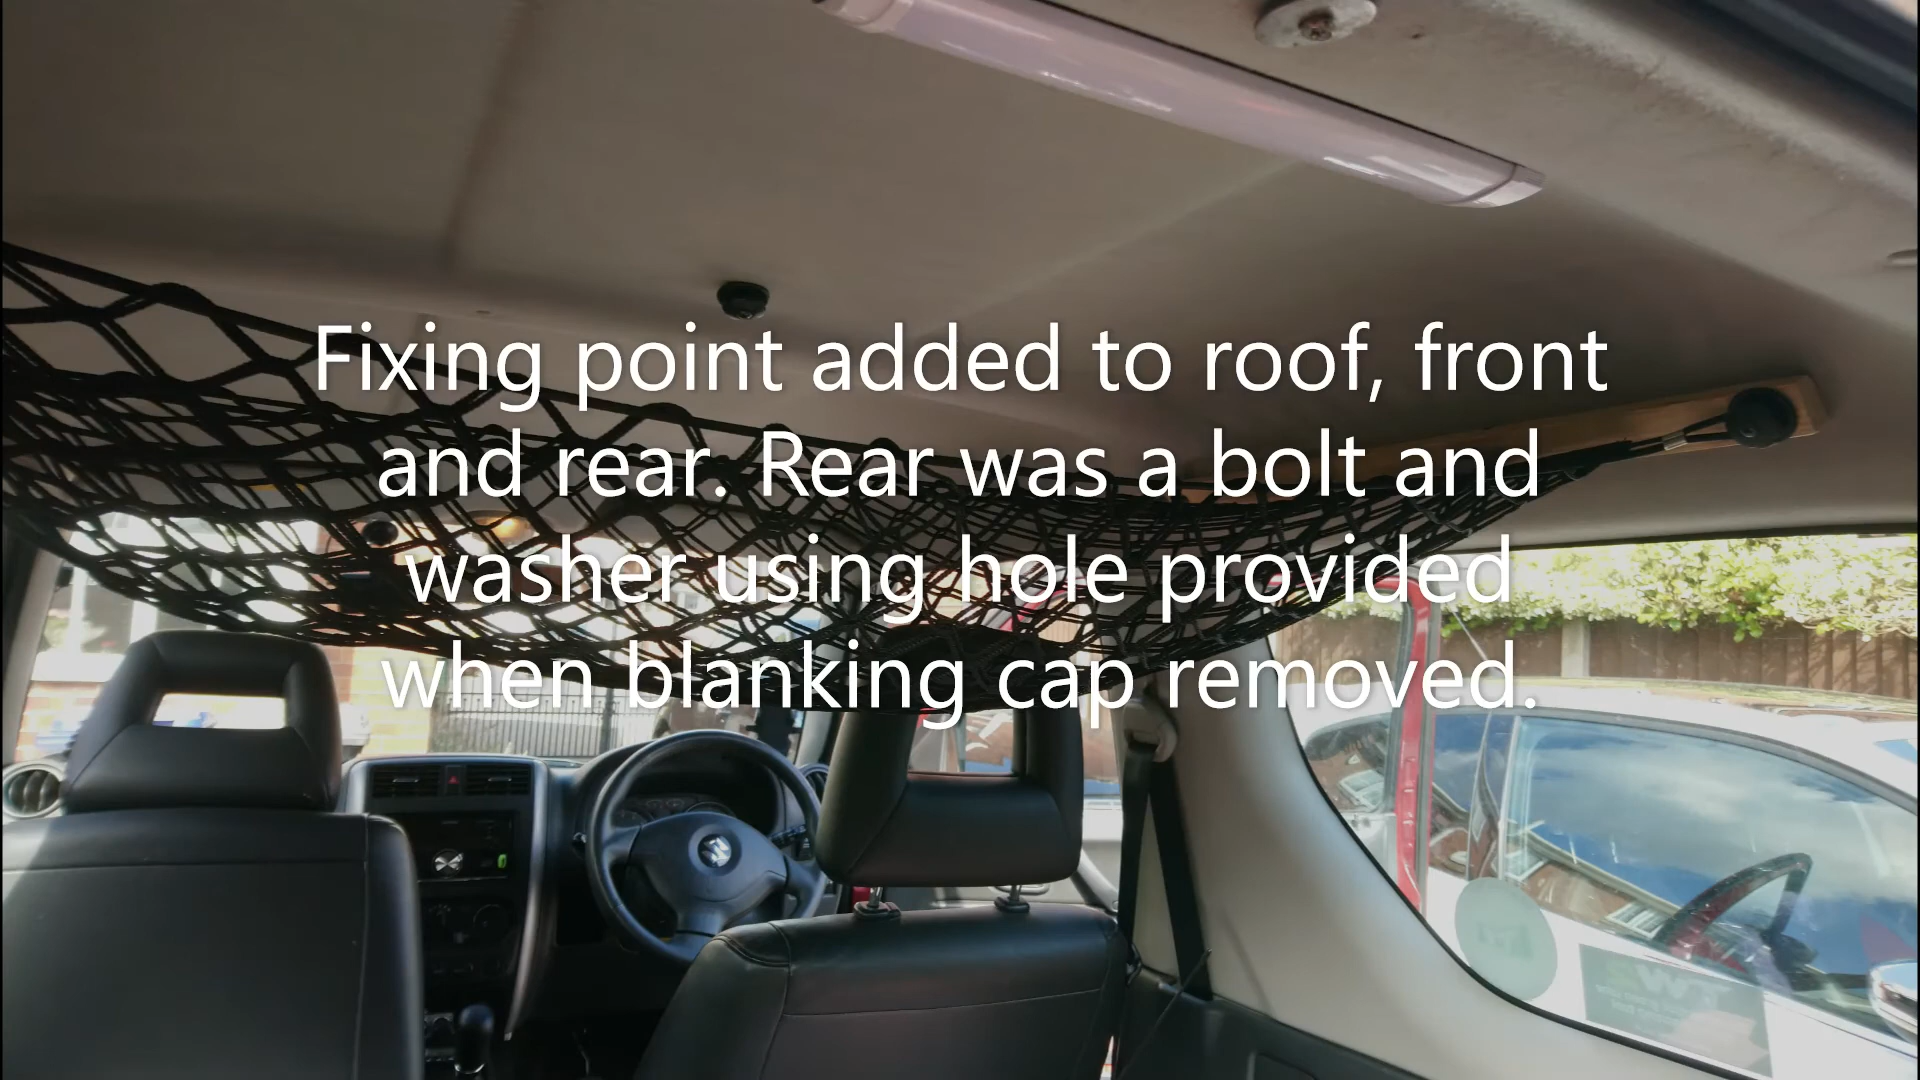 Fixing point added to roof, front
and rear. Rear was a bolt and
washer using hole provided
when blanking cap removed.